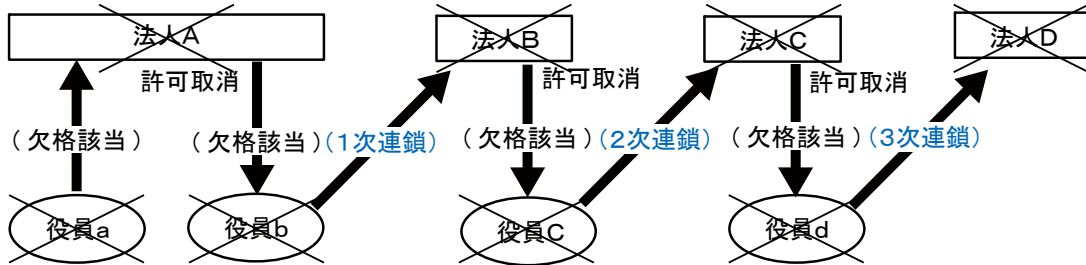 法人A
法人B
法人C
法人D
許可取消
許可取消
許可取消
(欠格該当)
(欠格該当)
(1次連鎖)
(欠格該当)
(2次連鎖)
(欠格該当)
(3次連鎖)
役員a
役員b
役員C
役員d